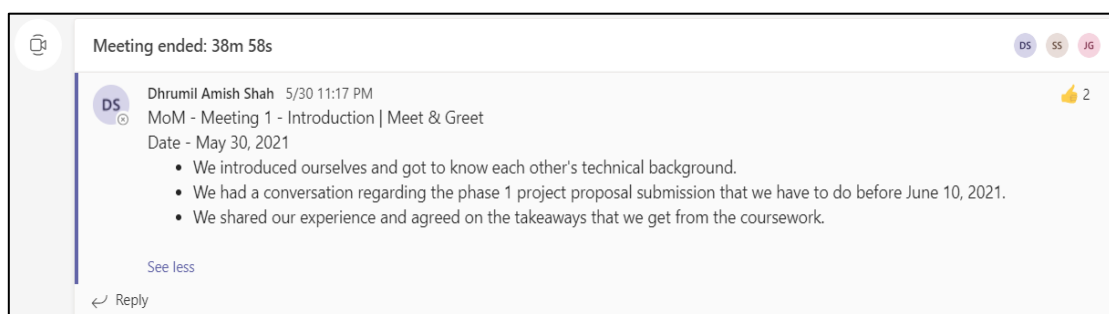 Meeting ended: 38m 58s
DS SS JG
DS
Dhrumil Amish Shah 5/30 11:17 PM
2
MoM - Meeting 1 - Introduction | Meet & Greet
Date - May 30, 2021
• We introduced ourselves and got to know each other's technical background.
• We had a conversation regarding the phase 1 project proposal submission that we have to do before June 10, 2021.
• We shared our experience and agreed on the takeaways that we get from the coursework.
See less
Reply